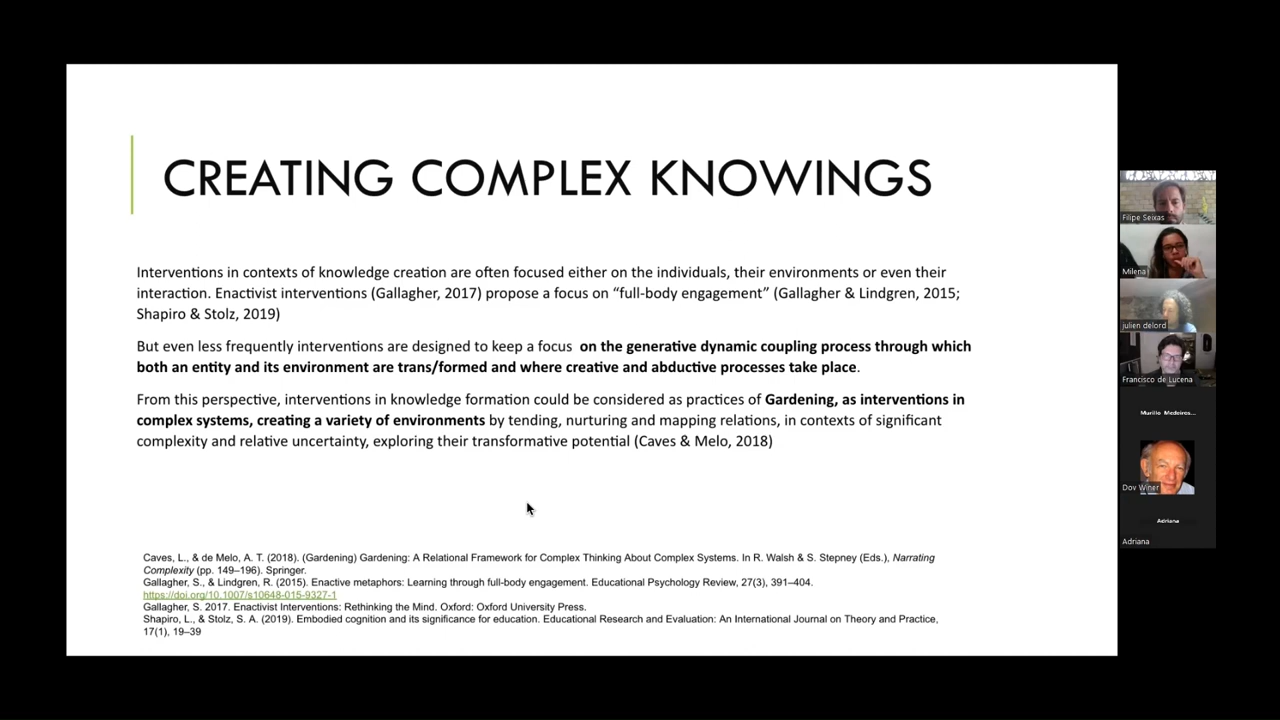 CREATING COMPLEX KNOWINGS
Interventions in contexts of knowledge creation are often focused either on the individuals, their environments or even their
interaction. Enactivist interventions (Gallagher, 2017) propose a focus on “full-body engagement” (Gallagher & Lindgren, 2015;
Shapiro & Stolz, 2019)
But even less frequently interventions are designed to keep a focus on the generative dynamic coupling process through which
both an entity and its environment are trans/formed and where creative and abductive processes take place.
From this perspective, interventions in knowledge formation could be considered as practices of Gardening, as interventions in
complex systems, creating a variety of environments by tending, nurturing and mapping relations, in contexts of significant
complexity and relative uncertainty, exploring their transformative potential (Caves & Melo, 2018)
Caves, L., & de Melo, A. T. (2018). (Gardening) Gardening: A Relational Framework for Complex Thinking About Complex Systems. In R. Walsh & S. Stepney (Eds.), Narrating
Complexity (pp. 149–196). Springer.
Gallagher, S., & Lindgren, R. (2015). Enactive metaphors: Learning through full-body engagement. Educational Psychology Review, 27(3), 391–404.
https://doi.org/10.1007/s10648-015-9327-1
Gallagher, S. 2017. Enactivist Interventions: Rethinking the Mind. Oxford: Oxford University Press.
Shapiro, L., & Stolz, S. A. (2019). Embodied cognition and its significance for education. Educational Research and Evaluation: An International Journal on Theory and Practice,
17(1), 19–39
Filipe Seixas
Milena
julien delord
Francisco de Lucena
Murillo Medeiros...
Dov Winer
Adriana
Adriana